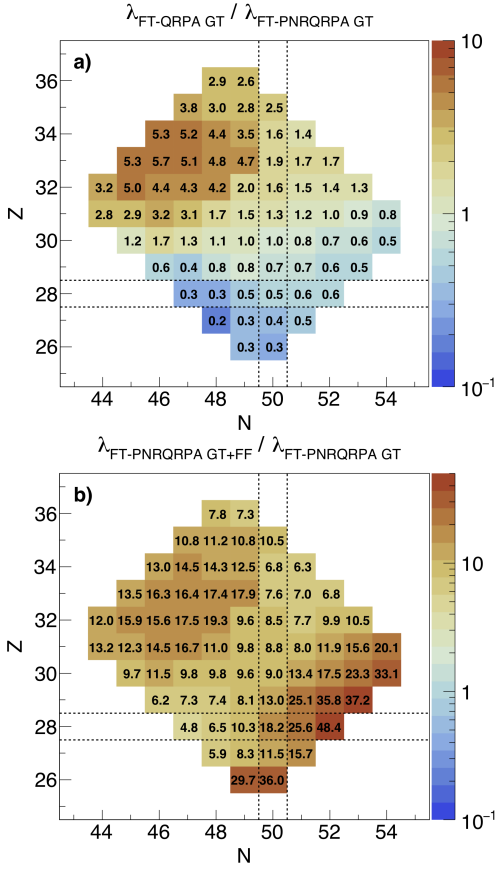 λFT-QRPA GT / λFT-PNRQRPA GT
a)
10
36 2.9 2.6
3.8 3.0 2.8 2.5
34 5.3 5.2 4.4 3.5 1.6 1.4
5.3 5.7 5.1 4.8 4.7 1.9 1.7 1.7
32 3.2 5.0 4.4 4.3 4.2 2.0 1.6 1.5 1.4 1.3
2.8 2.9 3.2 3.1 1.7 1.5 1.3 1.2 1.0 0.9 0.8
1
Z
30 1.2 1.7 1.3 1.1 1.0 1.0 0.8 0.7 0.6 0.5
0.6 0.4 0.8 0.8 0.7 0.7 0.6 0.5
28 0.3 0.3 0.5 0.5 0.6 0.6
0.2 0.3 0.4 0.5
26 0.3 0.3
10⁻¹
44 46 48 50 52 54
N
λFT-PNRQRPA GT+FF / λFT-PNRQRPA GT
b)
36 7.8 7.3
10.8 11.2 10.8 10.5
10
34 13.0 14.5 14.3 12.5 6.8 6.3
13.5 16.3 16.4 17.4 17.9 7.6 7.0 6.8
32 12.0 15.9 15.6 17.5 19.3 9.6 8.5 7.7 9.9 10.5
13.2 12.3 14.5 16.7 11.0 9.8 8.8 8.0 11.9 15.6 20.1
Z
30 9.7 11.5 9.8 9.8 9.6 9.0 13.4 17.5 23.3 33.1
1
6.2 7.3 7.4 8.1 13.0 25.1 35.8 37.2
28 4.8 6.5 10.3 18.2 25.6 48.4
5.9 8.3 11.5 15.7
26 29.7 36.0
10⁻¹
44 46 48 50 52 54
N